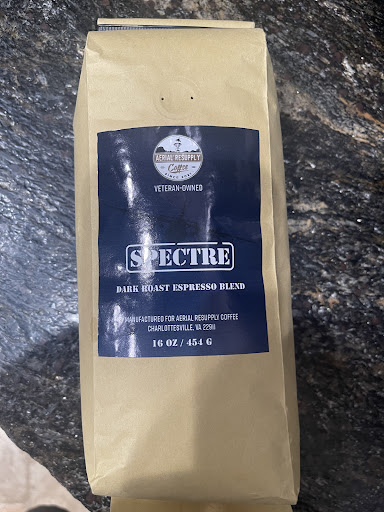 AERIAL RESUPPLY
Coffee
VETERAN-OWNED
SPECTRE
DARK ROAST ESPRESSO BLEND
MANUFACTURED FOR AERIAL RESUPPLY COFFEE
CHARLOTTESVILLE, VA 22911
16 OZ / 454 G